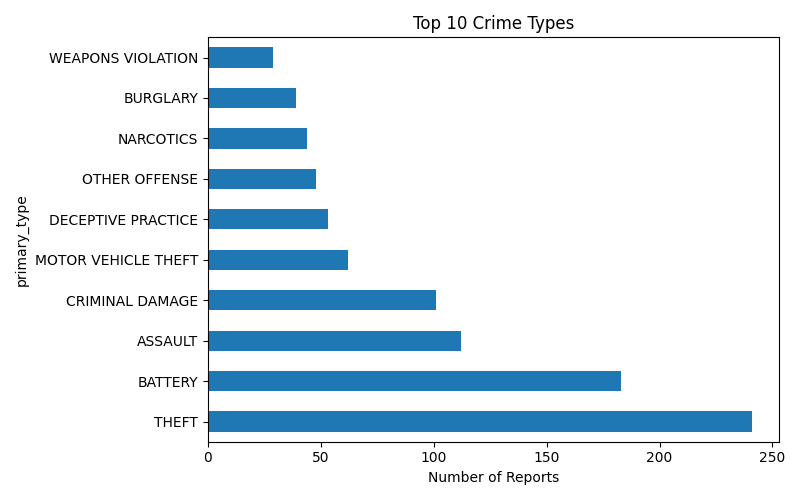 Top 10 Crime Types
WEAPONS VIOLATION
BURGLARY
NARCOTICS
OTHER OFFENSE
DECEPTIVE PRACTICE
MOTOR VEHICLE THEFT
CRIMINAL DAMAGE
ASSAULT
BATTERY
THEFT
primary_type
0 50 100 150 200 250
Number of Reports